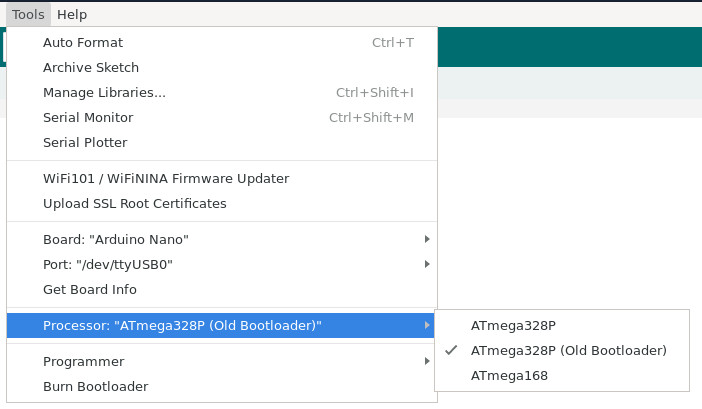 Tools Help
Auto Format Ctrl+T
Archive Sketch
Manage Libraries... Ctrl+Shift+I
Serial Monitor Ctrl+Shift+M
Serial Plotter
WiFi101 / WiFiNINA Firmware Updater
Upload SSL Root Certificates
Board: "Arduino Nano"
Port: "/dev/ttyUSB0"
Get Board Info
Processor: "ATmega328P (Old Bootloader)"
Programmer
Burn Bootloader
ATmega328P
ATmega328P (Old Bootloader)
ATmega168